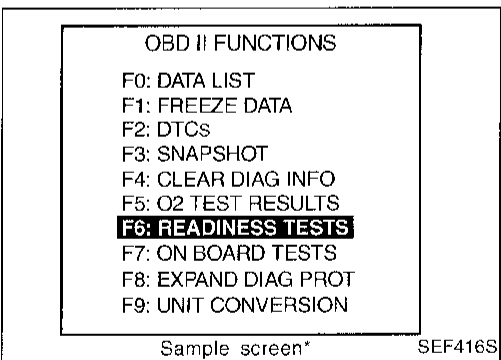 OBD II FUNCTIONS
F0: DATA LIST
F1: FREEZE DATA
F2: DTCs
F3: SNAPSHOT
F4: CLEAR DIAG INFO
F5: O2 TEST RESULTS
F6: READINESS TESTS
F7: ON BOARD TESTS
F8: EXPAND DIAG PROT
F9: UNIT CONVERSION
Sample screen*
SEF416S